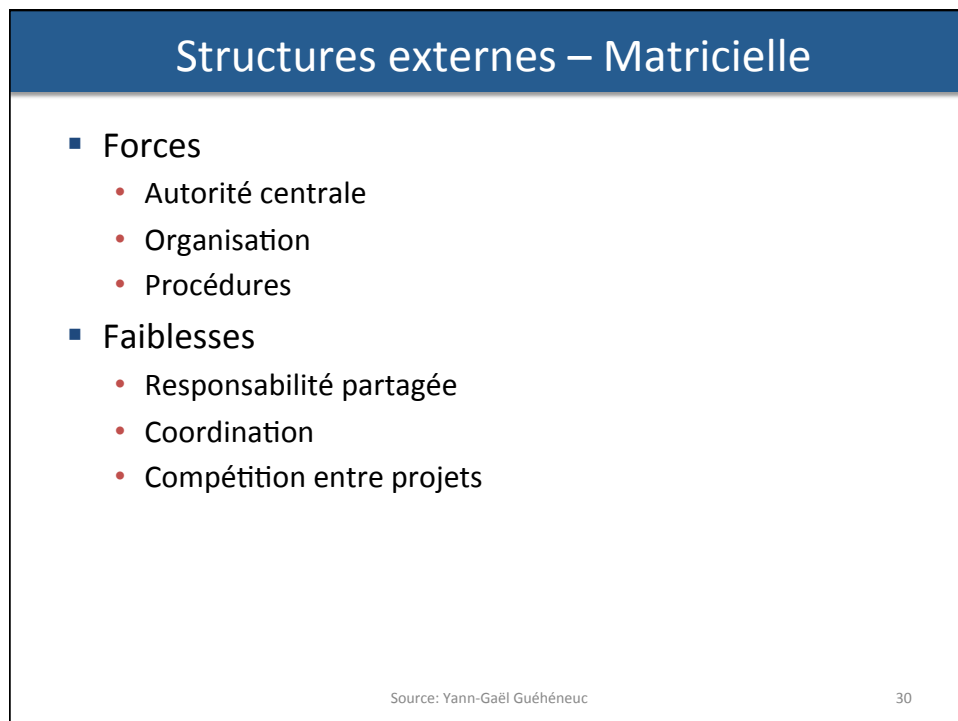 Structures externes – Matricielle
▪ Forces
• Autorité centrale
• Organisation
• Procédures
▪ Faiblesses
• Responsabilité partagée
• Coordination
• Compétition entre projets
Source: Yann-Gaël Guéhéneuc 30